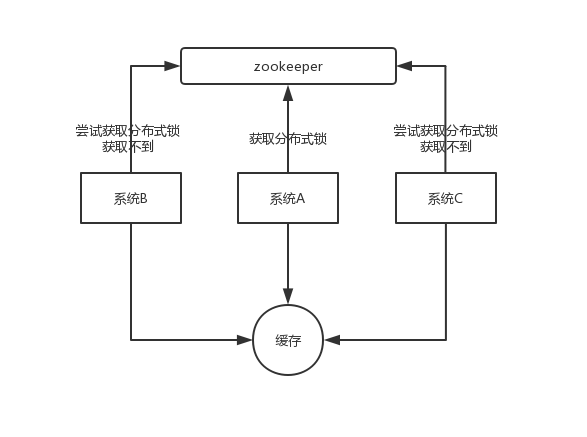 zookeeper
尝试获取分布式锁
获取不到
获取分布式锁
尝试获取分布式锁
获取不到
系统B
系统A
系统C
缓存